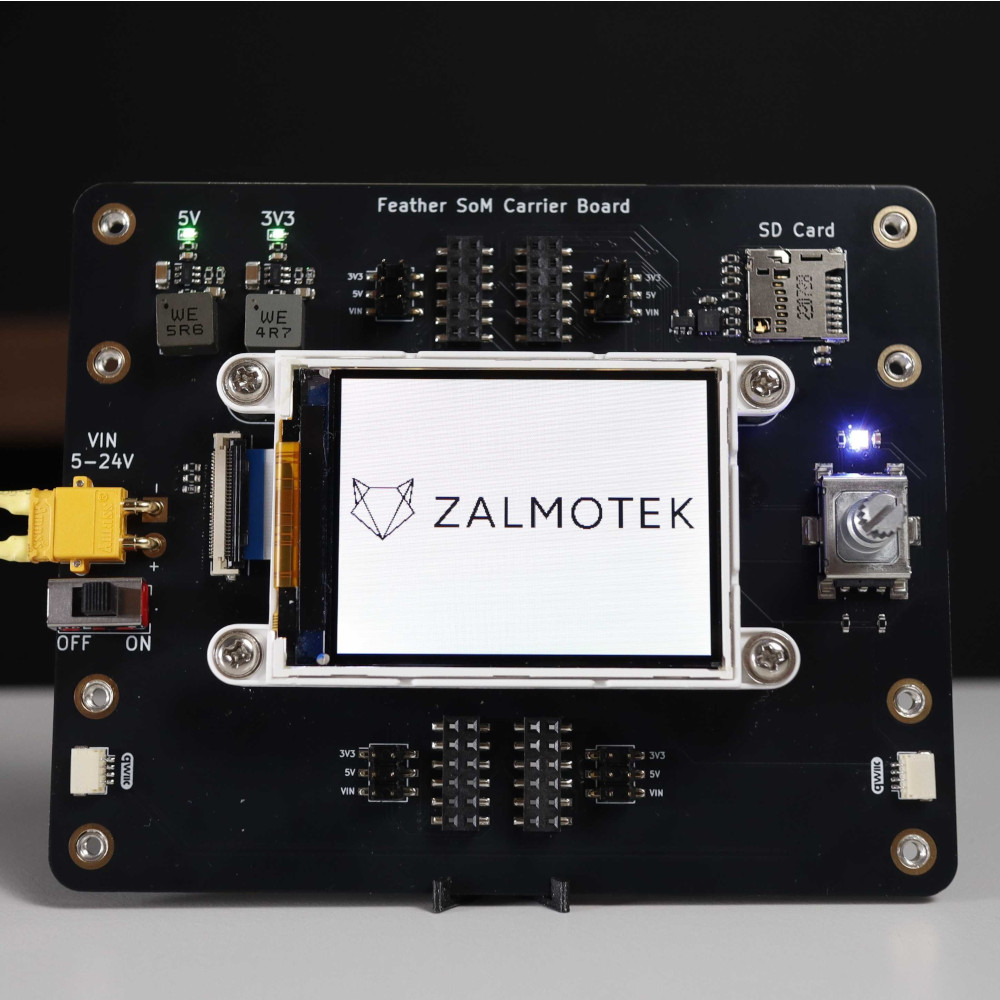 Feather SoM Carrier Board
5V
3V3
SD Card
3V3
5V
VIN
3V3
5V
VIN
WE
5R6
WE
4R7
220728
VIN
5-24V
ZALMOTEK
-
+
OFF
ON
qwiic
3V3
5V
VIN
3V3
5V
VIN
qwiic